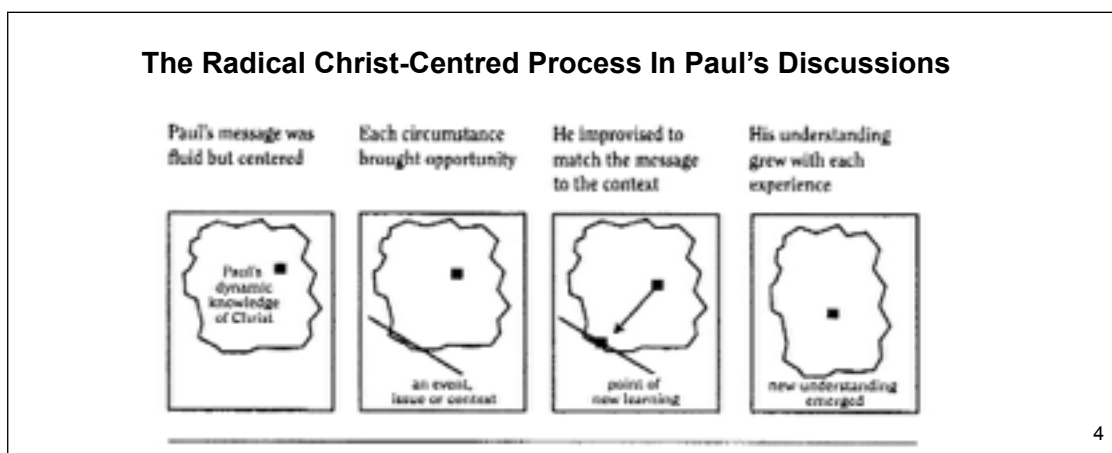 The Radical Christ-Centred Process In Paul's Discussions
Paul's message was
fluid but centered
Each circumstance
brought opportunity
He improvised to
match the message
to the context
His understanding
grew with each
experience
Paul's
dynamic
knowledge
of Christ
an event,
issue or context
point of
new learning
new understanding
emerged
4